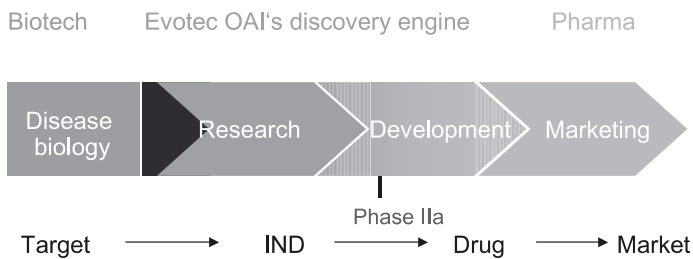 Biotech Evotec OAI‘s discovery engine Pharma
Disease
biology
Research Development Marketing
Phase IIa
Target IND Drug Market